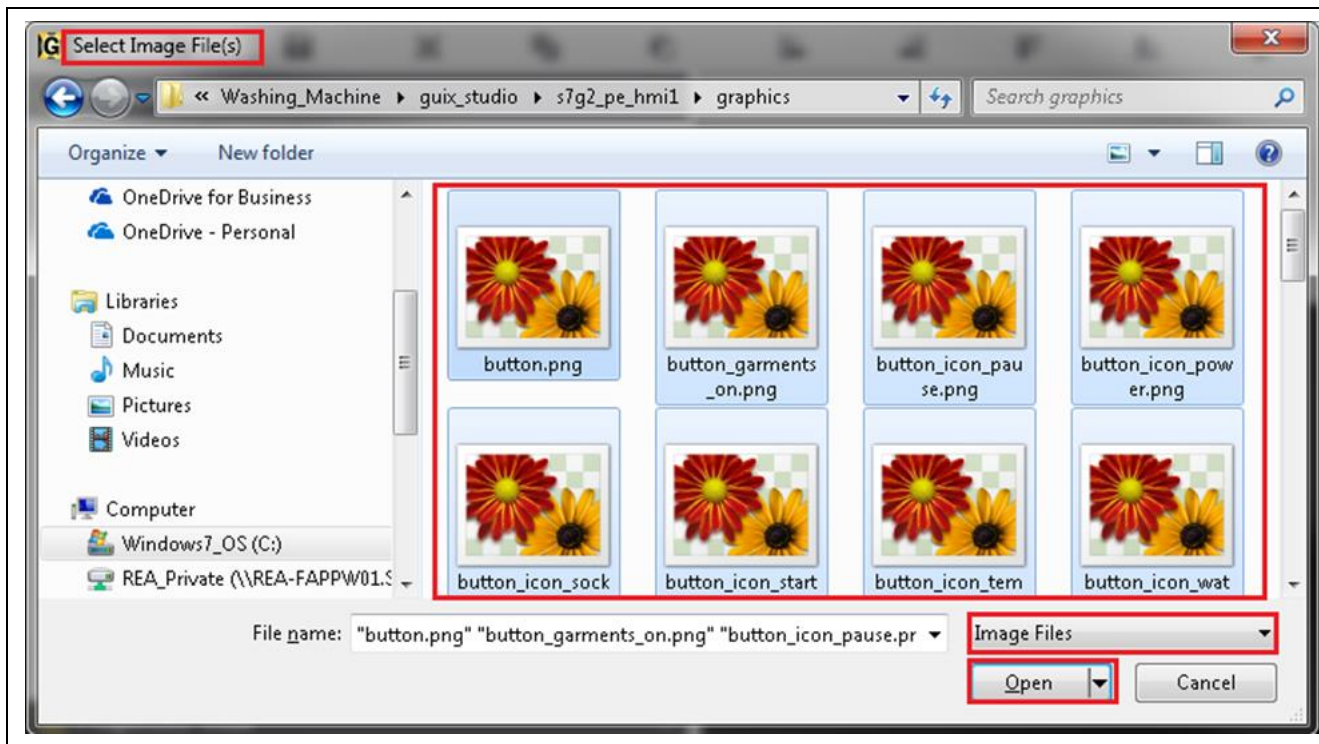 Select Image File(s)
« Washing_Machine ▸ guix_studio ▸ s7g2_pe_hmi1 ▸ graphics
Search graphics
Organize
New folder
OneDrive for Business
OneDrive - Personal
Libraries
Documents
Music
Pictures
Videos
Computer
Windows7_OS (C:)
REA_Private (\\REA-FAPPW01.S
button.png
button_garments
_on.png
button_icon_pau
se.png
button_icon_pow
er.png
button_icon_sock
button_icon_start
button_icon_tem
button_icon_wat
File name: "button.png" "button_garments_on.png" "button_icon_pause.pr
Image Files
Open
Cancel